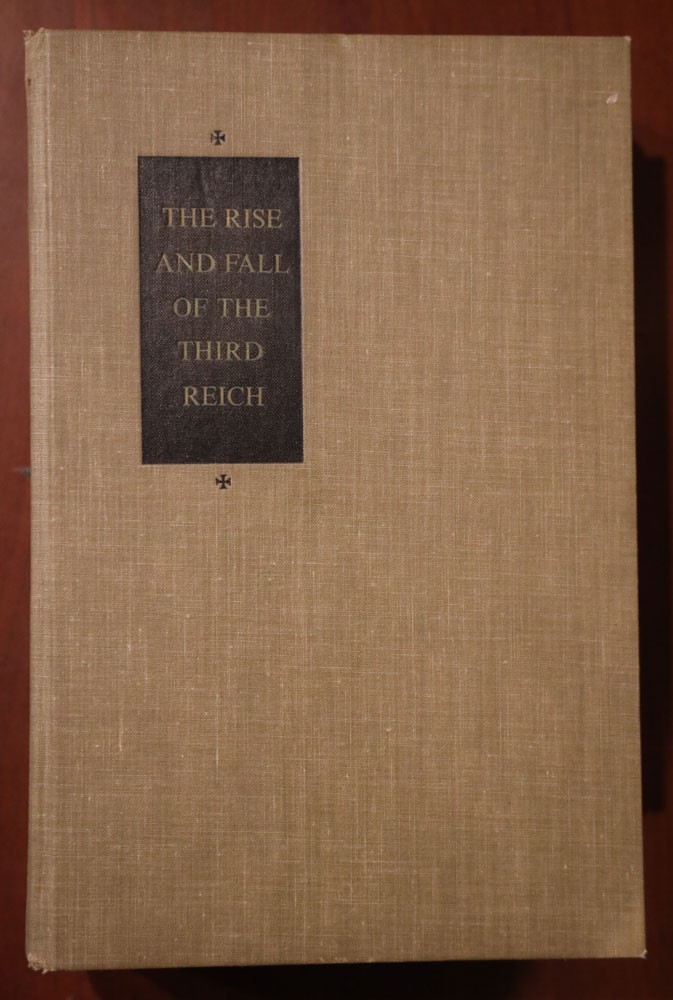 THE RISE
AND FALL
OF THE
THIRD
REICH